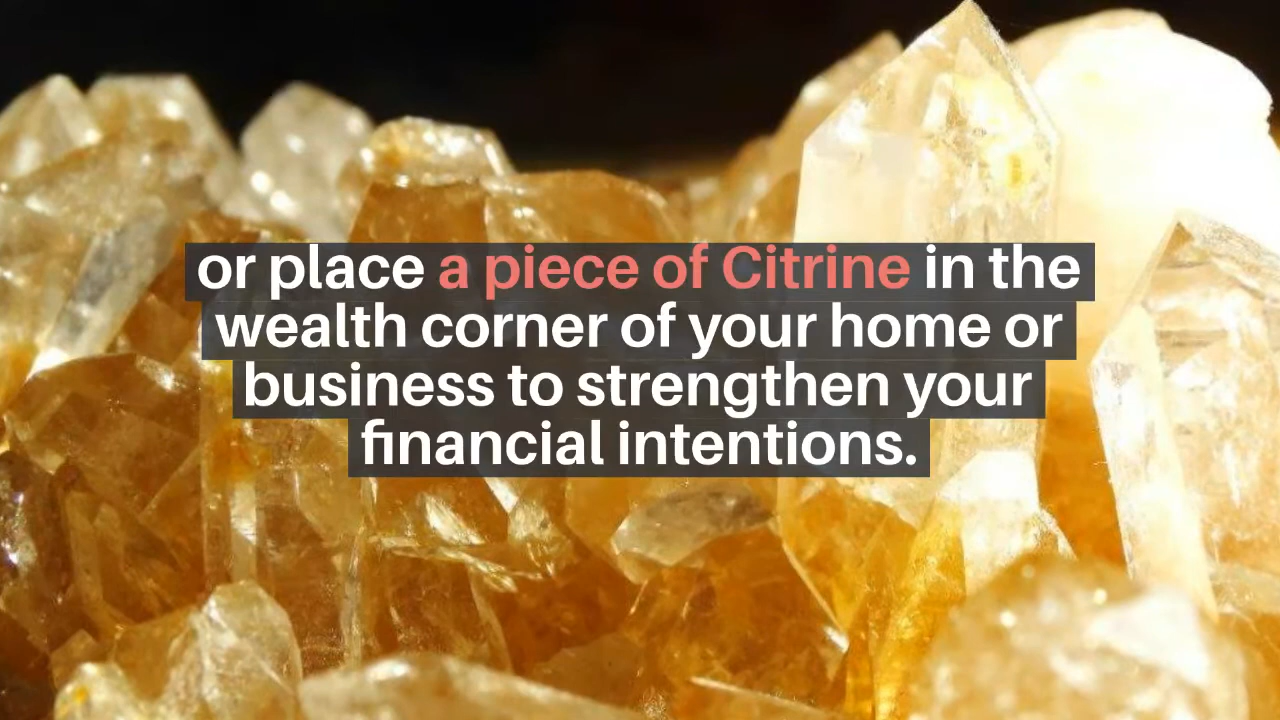 or place a piece of Citrine in the
wealth corner of your home or
business to strengthen your
financial intentions.